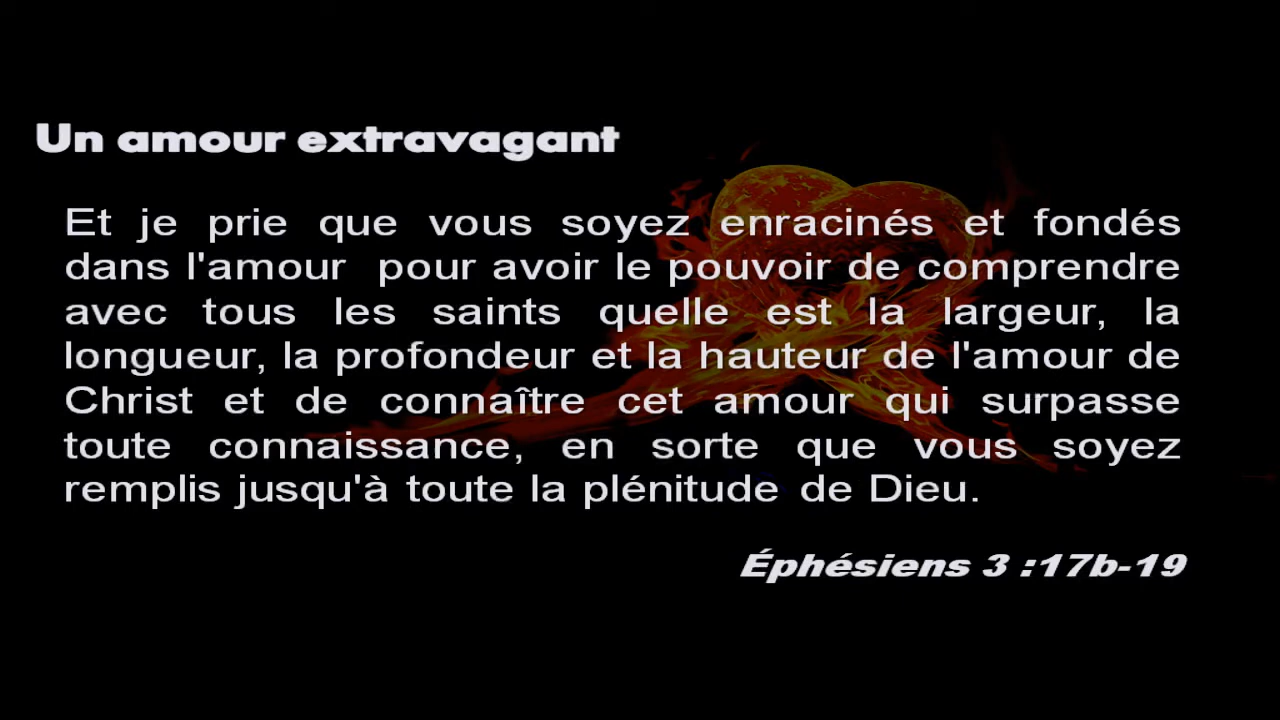 Un amour extravagant
Et je prie que vous soyez enracinés et fondés
dans l'amour  pour avoir le pouvoir de comprendre
avec tous les saints quelle est la largeur, la
longueur, la profondeur et la hauteur de l'amour de
Christ et de connaître cet amour qui surpasse
toute connaissance, en sorte que vous soyez
remplis jusqu'à toute la plénitude de Dieu.
Éphésiens 3 :17b-19